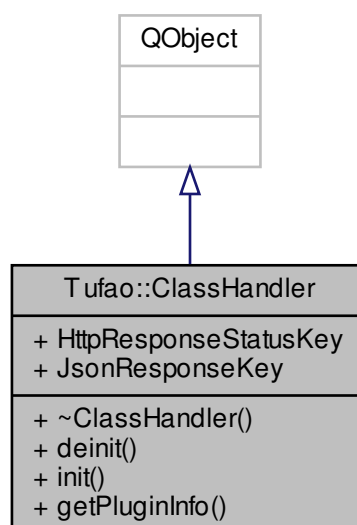 QObject
Tufao::ClassHandler
+ HttpResponseStatusKey
+ JsonResponseKey
+ ~ClassHandler()
+ deinit()
+ init()
+ getPluginInfo()